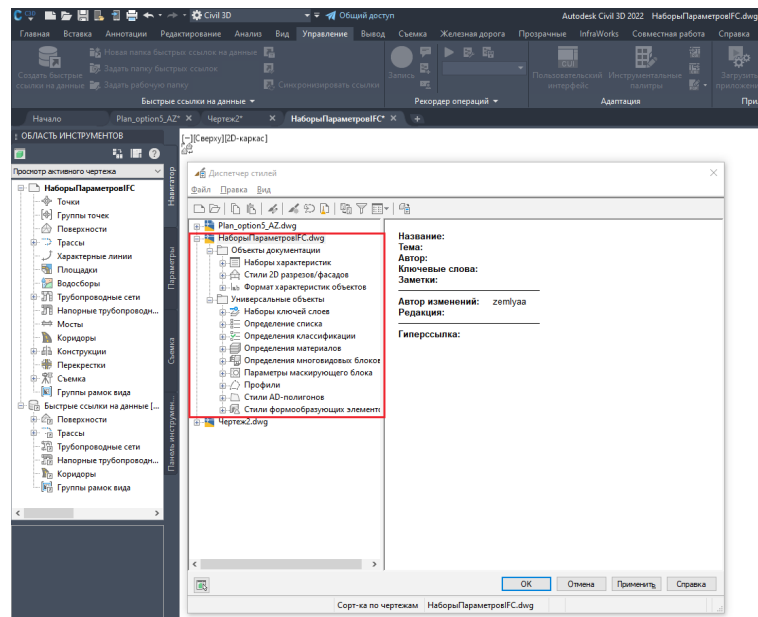 Civil 3D
Общий доступ
Autodesk Civil 3D 2022 НаборыПараметровIFC.dwg
Главная Вставка Аннотации Редактирование Анализ Вид Управление Вывод Съемка Железная дорога Прозрачные InfraWorks Совместная работа Справка
Создать быстрые ссылки на данные
Новая папка быстрых ссылок на данные
Задать папку быстрых ссылок
Задать рабочую папку
Синхронизировать ссылки
Запись
Пользовательский интерфейс
Инструментальные палитры
Загрузить
приложен
Быстрые ссылки на данные
Рекордер операций
Адаптация
При
Начало Plan_option5_AZ* Чертеж2* НаборыПараметровIFC*
ОБЛАСТЬ ИНСТРУМЕНТОВ
[−][Сверху][2D-каркас]
Просмотр активного чертежа
НаборыПараметровIFC
Точки
Группы точек
Поверхности
Трассы
Характерные линии
Площадки
Водосборы
Трубопроводные сети
Напорные трубопроводн...
Мосты
Коридоры
Конструкции
Перекрестки
Съемка
Группы рамок вида
Быстрые ссылки на данные [...
Поверхности
Трассы
Трубопроводные сети
Напорные трубопроводн...
Коридоры
Группы рамок вида
Навигатор
Параметры
Съемка
Панель инструмен...
Диспетчер стилей
Файл Правка Вид
Plan_option5_AZ.dwg
НаборыПараметровIFC.dwg
Объекты документации
Наборы характеристик
Стили 2D разрезов/фасадов
Формат характеристик объектов
Универсальные объекты
Наборы ключей слоев
Определение списка
Определения классификации
Определения материалов
Определения многовидовых блоков
Параметры маскирующего блока
Профили
Стили AD-полигонов
Стили формообразующих элементо
Чертеж2.dwg
Название:
Тема:
Автор:
Ключевые слова:
Заметки:
Автор изменений: zemlyaa
Редакция:
Гиперссылка:
OK Отмена Применить Справка
Сорт-ка по чертежам НаборыПараметровIFC.dwg